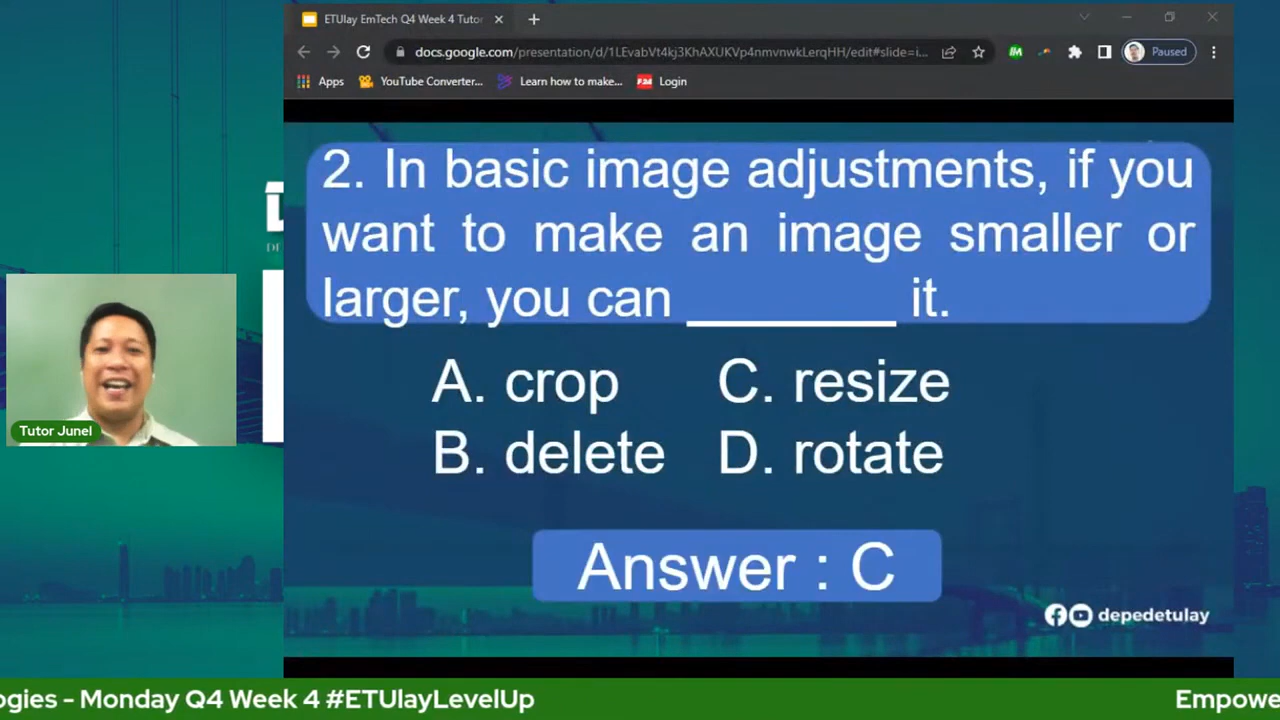 ETUlay EmTech Q4 Week 4 Tutor
docs.google.com/presentation/d/1LEvabVt4kj3KhAXUKVp4nmvnwkLerqHH/edit#slide=i...
Paused
Apps
YouTube Converter...
Learn how to make...
Login
2. In basic image adjustments, if you
want to make an image smaller or
larger, you can ________ it.
A. crop C. resize
B. delete D. rotate
Answer : C
Tutor Junel
depedetulay
ogies - Monday Q4 Week 4 #ETUlayLevelUp
Empowe